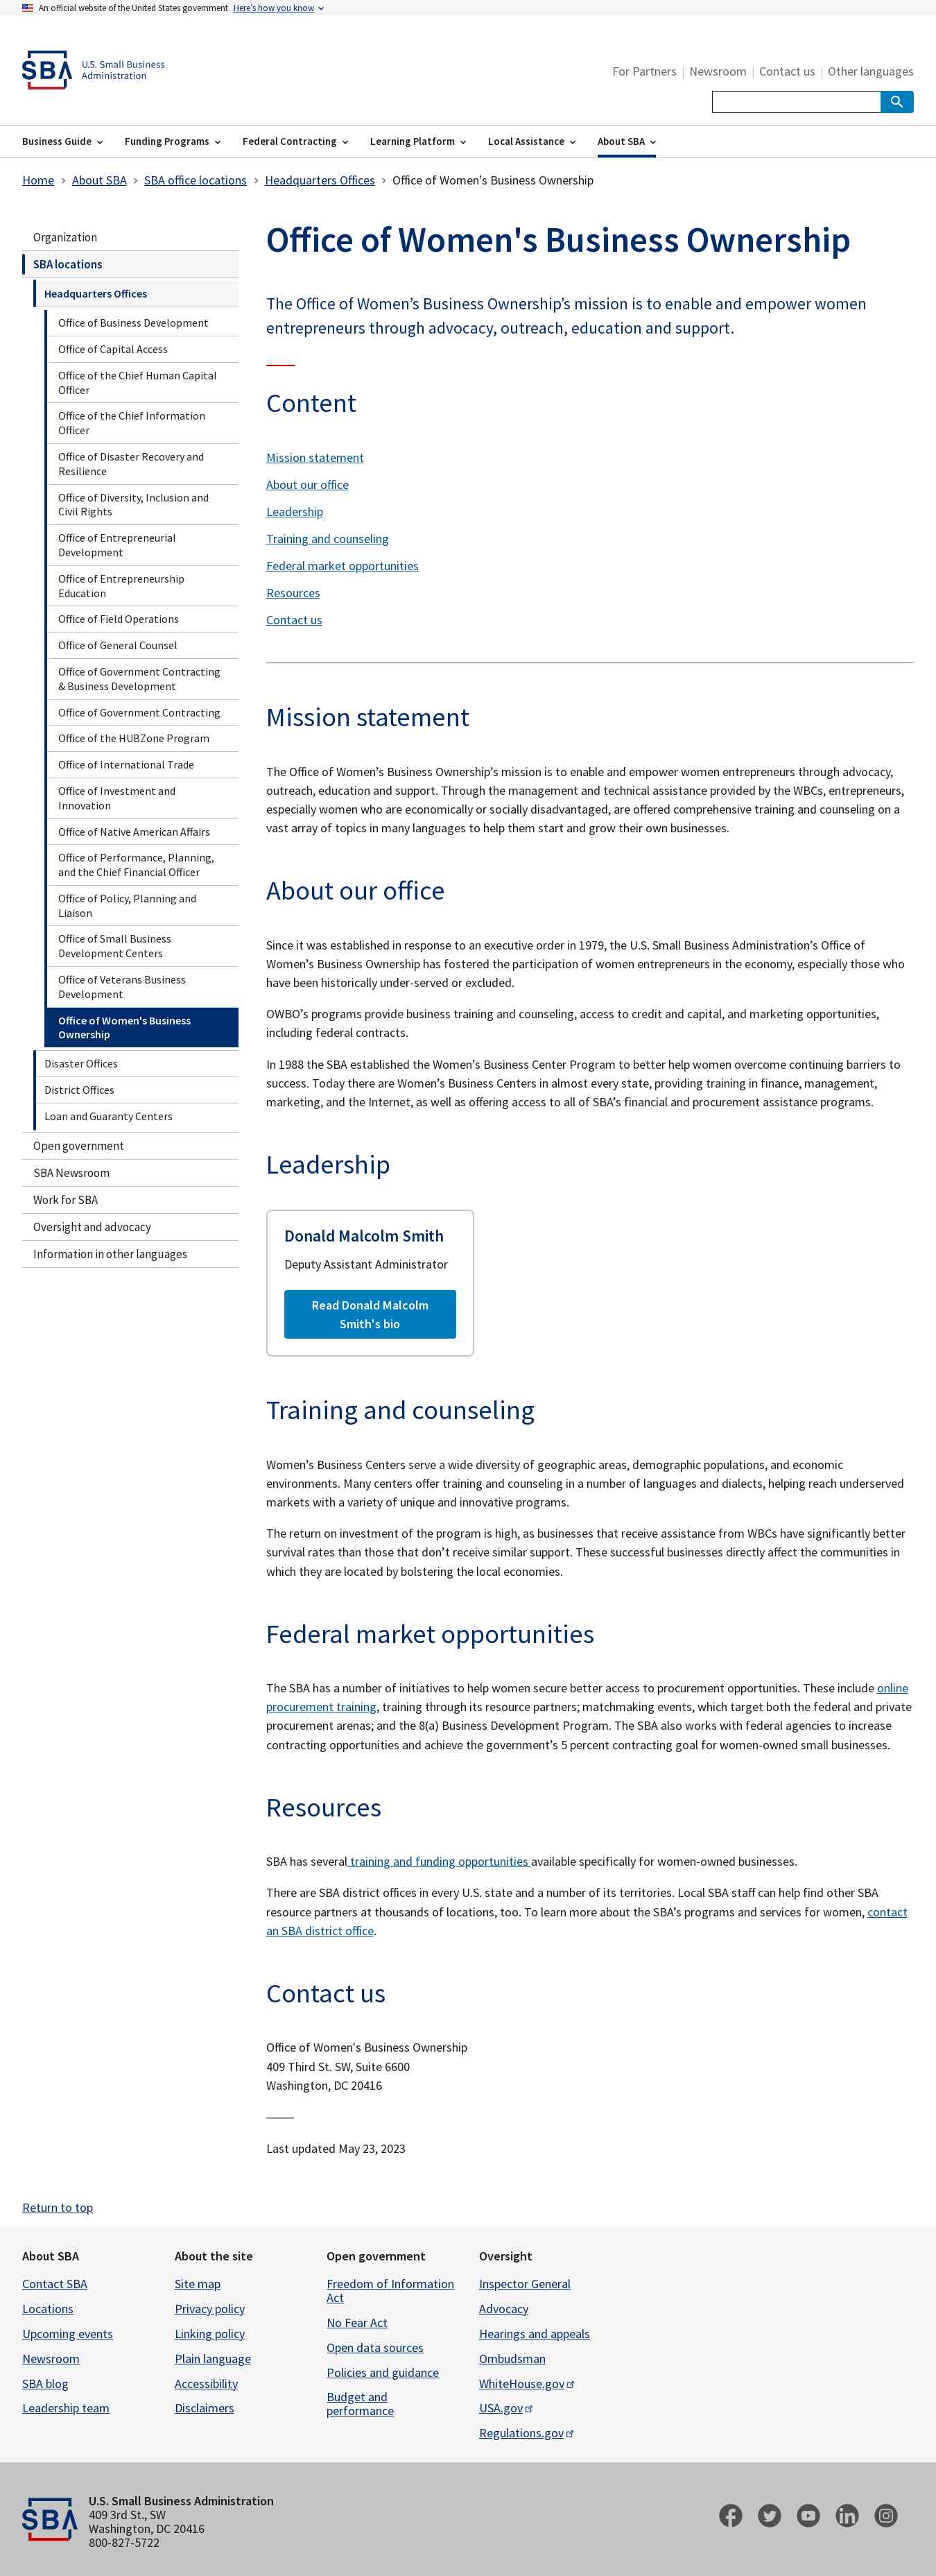 An official website of the United States government Here's how you know
SBA U.S. Small Business
Administration
For Partners | Newsroom | Contact us | Other languages
Business Guide Funding Programs Federal Contracting Learning Platform Local Assistance About SBA
Home > About SBA > SBA office locations > Headquarters Offices > Office of Women's Business Ownership
Organization
SBA locations
Headquarters Offices
Office of Business Development
Office of Capital Access
Office of the Chief Human Capital
Officer
Office of the Chief Information
Officer
Office of Disaster Recovery and
Resilience
Office of Diversity, Inclusion and
Civil Rights
Office of Entrepreneurial
Development
Office of Entrepreneurship
Education
Office of Field Operations
Office of General Counsel
Office of Government Contracting
& Business Development
Office of Government Contracting
Office of the HUBZone Program
Office of International Trade
Office of Investment and
Innovation
Office of Native American Affairs
Office of Performance, Planning,
and the Chief Financial Officer
Office of Policy, Planning and
Liaison
Office of Small Business
Development Centers
Office of Veterans Business
Development
Office of Women's Business
Ownership
Disaster Offices
District Offices
Loan and Guaranty Centers
Open government
SBA Newsroom
Work for SBA
Oversight and advocacy
Information in other languages
Office of Women's Business Ownership
The Office of Women’s Business Ownership’s mission is to enable and empower women
entrepreneurs through advocacy, outreach, education and support.
Content
Mission statement
About our office
Leadership
Training and counseling
Federal market opportunities
Resources
Contact us
Mission statement
The Office of Women’s Business Ownership’s mission is to enable and empower women entrepreneurs through advocacy,
outreach, education and support. Through the management and technical assistance provided by the WBCs, entrepreneurs,
especially women who are economically or socially disadvantaged, are offered comprehensive training and counseling on a
vast array of topics in many languages to help them start and grow their own businesses.
About our office
Since it was established in response to an executive order in 1979, the U.S. Small Business Administration’s Office of
Women’s Business Ownership has fostered the participation of women entrepreneurs in the economy, especially those who
have been historically under-served or excluded.
OWBO’s programs provide business training and counseling, access to credit and capital, and marketing opportunities,
including federal contracts.
In 1988 the SBA established the Women’s Business Center Program to better help women overcome continuing barriers to
success. Today there are Women’s Business Centers in almost every state, providing training in finance, management,
marketing, and the Internet, as well as offering access to all of SBA’s financial and procurement assistance programs.
Leadership
Donald Malcolm Smith
Deputy Assistant Administrator
Read Donald Malcolm
Smith's bio
Training and counseling
Women’s Business Centers serve a wide diversity of geographic areas, demographic populations, and economic
environments. Many centers offer training and counseling in a number of languages and dialects, helping reach underserved
markets with a variety of unique and innovative programs.
The return on investment of the program is high, as businesses that receive assistance from WBCs have significantly better
survival rates than those that don’t receive similar support. These successful businesses directly affect the communities in
which they are located by bolstering the local economies.
Federal market opportunities
The SBA has a number of initiatives to help women secure better access to procurement opportunities. These include online
procurement training, training through its resource partners; matchmaking events, which target both the federal and private
procurement arenas; and the 8(a) Business Development Program. The SBA also works with federal agencies to increase
contracting opportunities and achieve the government’s 5 percent contracting goal for women-owned small businesses.
Resources
SBA has several training and funding opportunities available specifically for women-owned businesses.
There are SBA district offices in every U.S. state and a number of its territories. Local SBA staff can help find other SBA
resource partners at thousands of locations, too. To learn more about the SBA’s programs and services for women, contact
an SBA district office.
Contact us
Office of Women's Business Ownership
409 Third St. SW, Suite 6600
Washington, DC 20416
Last updated May 23, 2023
Return to top
About SBA
Contact SBA
Locations
Upcoming events
Newsroom
SBA blog
Leadership team
About the site
Site map
Privacy policy
Linking policy
Plain language
Accessibility
Disclaimers
Open government
Freedom of Information
Act
No Fear Act
Open data sources
Policies and guidance
Budget and
performance
Oversight
Inspector General
Advocacy
Hearings and appeals
Ombudsman
WhiteHouse.gov
USA.gov
Regulations.gov
SBA
U.S. Small Business Administration
409 3rd St., SW
Washington, DC 20416
800-827-5722